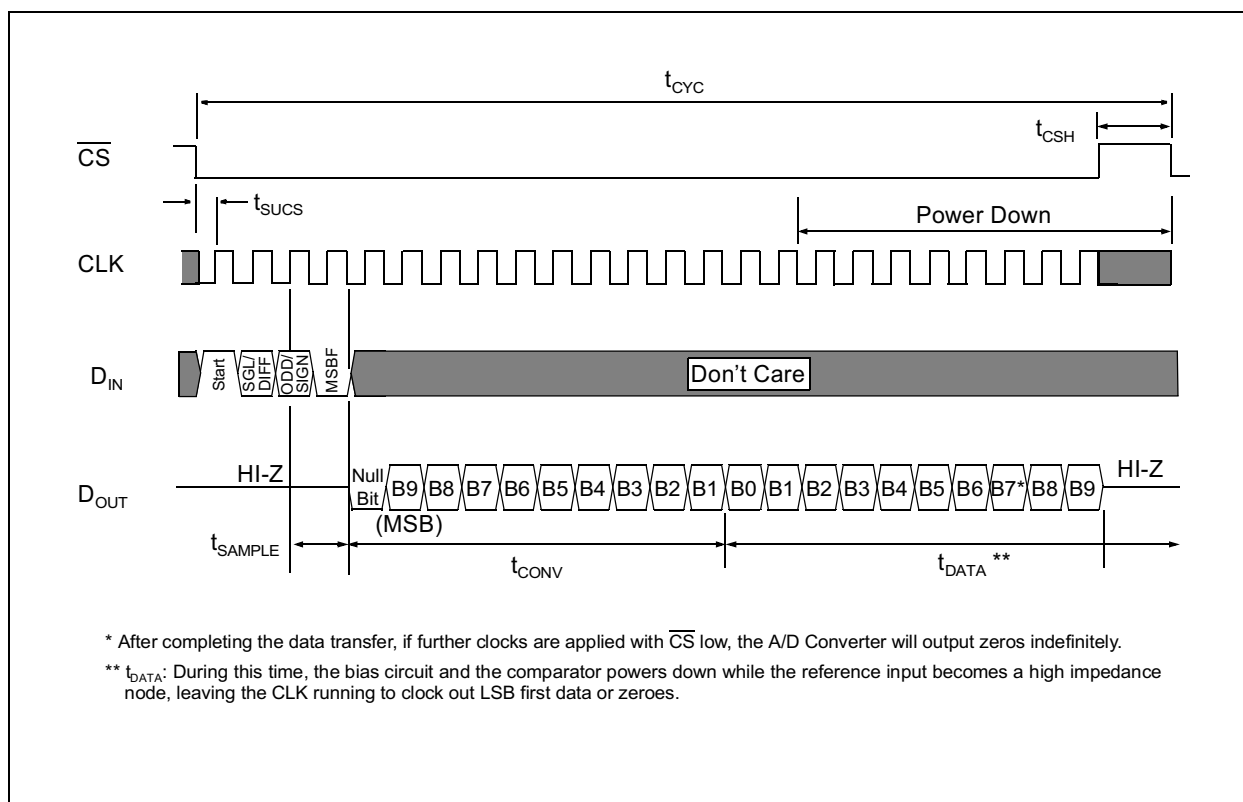 tCYC
tCSH
CS
tSUCS
Power Down
CLK
DIN
Start
SGL/
DIFF
ODD/
SIGN
MSBF
Don't Care
HI-Z
DOUT
Null
Bit
B9 B8 B7 B6 B5 B4 B3 B2 B1 B0 B1 B2 B3 B4 B5 B6 B7* B8 B9
HI-Z
(MSB)
tSAMPLE
tCONV
tDATA **
* After completing the data transfer, if further clocks are applied with CS low, the A/D Converter will output zeros indefinitely.
** tDATA: During this time, the bias circuit and the comparator powers down while the reference input becomes a high impedance
node, leaving the CLK running to clock out LSB first data or zeroes.